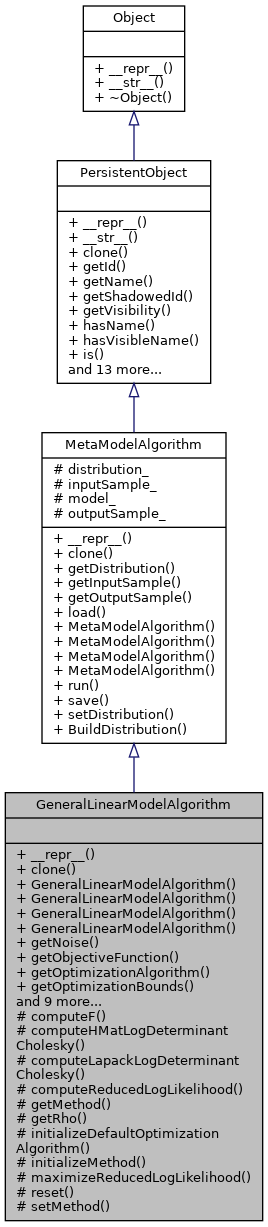 Object
+ __repr__()
+ __str__()
+ ~Object()
PersistentObject
+ __repr__()
+ __str__()
+ clone()
+ getId()
+ getName()
+ getShadowedId()
+ getVisibility()
+ hasName()
+ hasVisibleName()
+ is()
and 13 more...
MetaModelAlgorithm
# distribution_
# inputSample_
# model_
# outputSample_
+ __repr__()
+ clone()
+ getDistribution()
+ getInputSample()
+ getOutputSample()
+ load()
+ MetaModelAlgorithm()
+ MetaModelAlgorithm()
+ MetaModelAlgorithm()
+ MetaModelAlgorithm()
+ run()
+ save()
+ setDistribution()
+ BuildDistribution()
GeneralLinearModelAlgorithm
+ __repr__()
+ clone()
+ GeneralLinearModelAlgorithm()
+ GeneralLinearModelAlgorithm()
+ GeneralLinearModelAlgorithm()
+ GeneralLinearModelAlgorithm()
+ getNoise()
+ getObjectiveFunction()
+ getOptimizationAlgorithm()
+ getOptimizationBounds()
and 9 more...
# computeF()
# computeHMatLogDeterminant
Cholesky()
# computeLapackLogDeterminant
Cholesky()
# computeReducedLogLikelihood()
# getMethod()
# getRho()
# initializeDefaultOptimization
Algorithm()
# initializeMethod()
# maximizeReducedLogLikelihood()
# reset()
# setMethod()